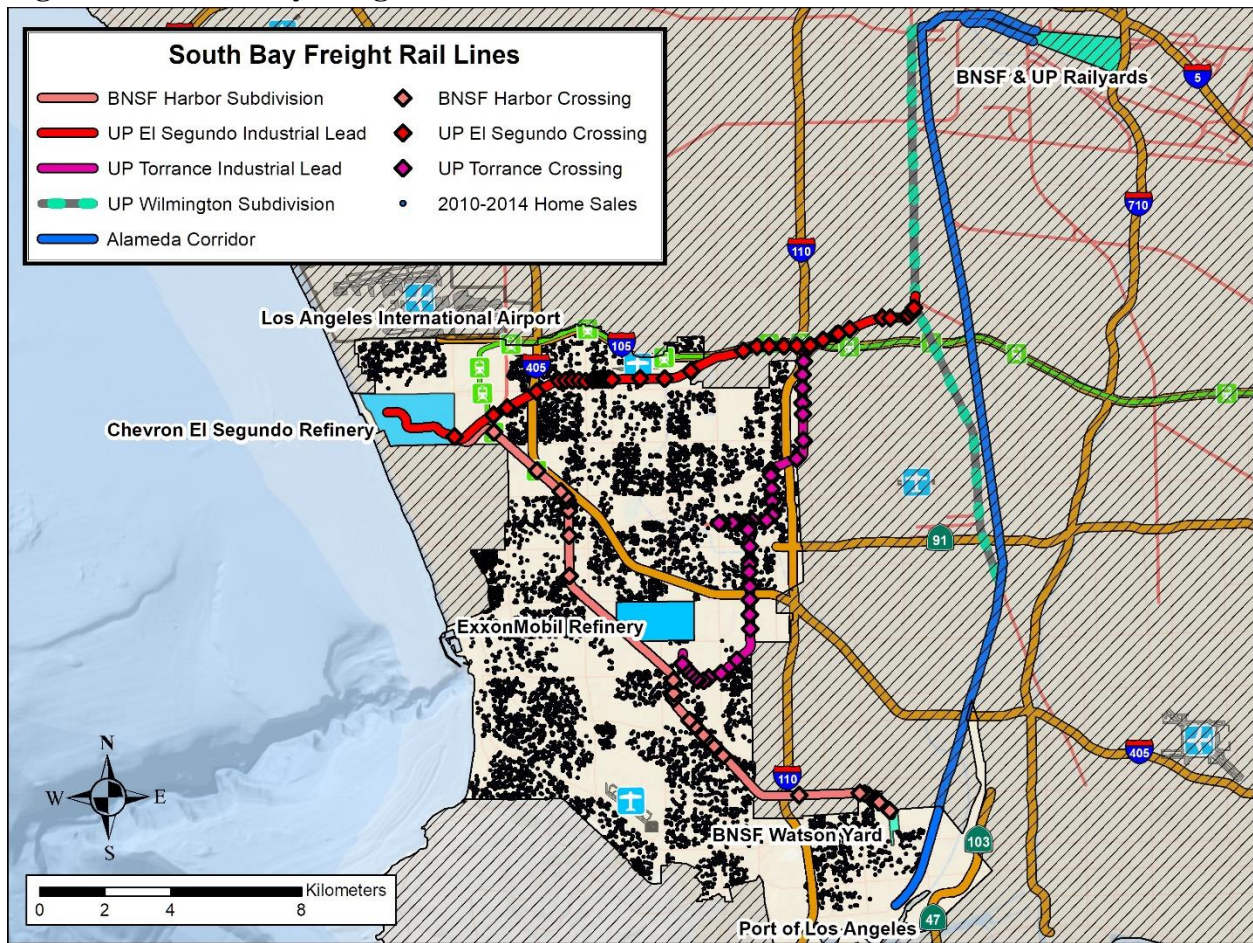 South Bay Freight Rail Lines
BNSF Harbor Subdivision
BNSF Harbor Crossing
UP El Segundo Industrial Lead
UP El Segundo Crossing
UP Torrance Industrial Lead
UP Torrance Crossing
UP Wilmington Subdivision
2010-2014 Home Sales
Alameda Corridor
BNSF & UP Railyards
5
710
110
Los Angeles International Airport
105
405
Chevron El Segundo Refinery
91
ExxonMobil Refinery
405
110
N
W
E
S
BNSF Watson Yard
103
Kilometers
0 2 4 8
47
Port of Los Angeles